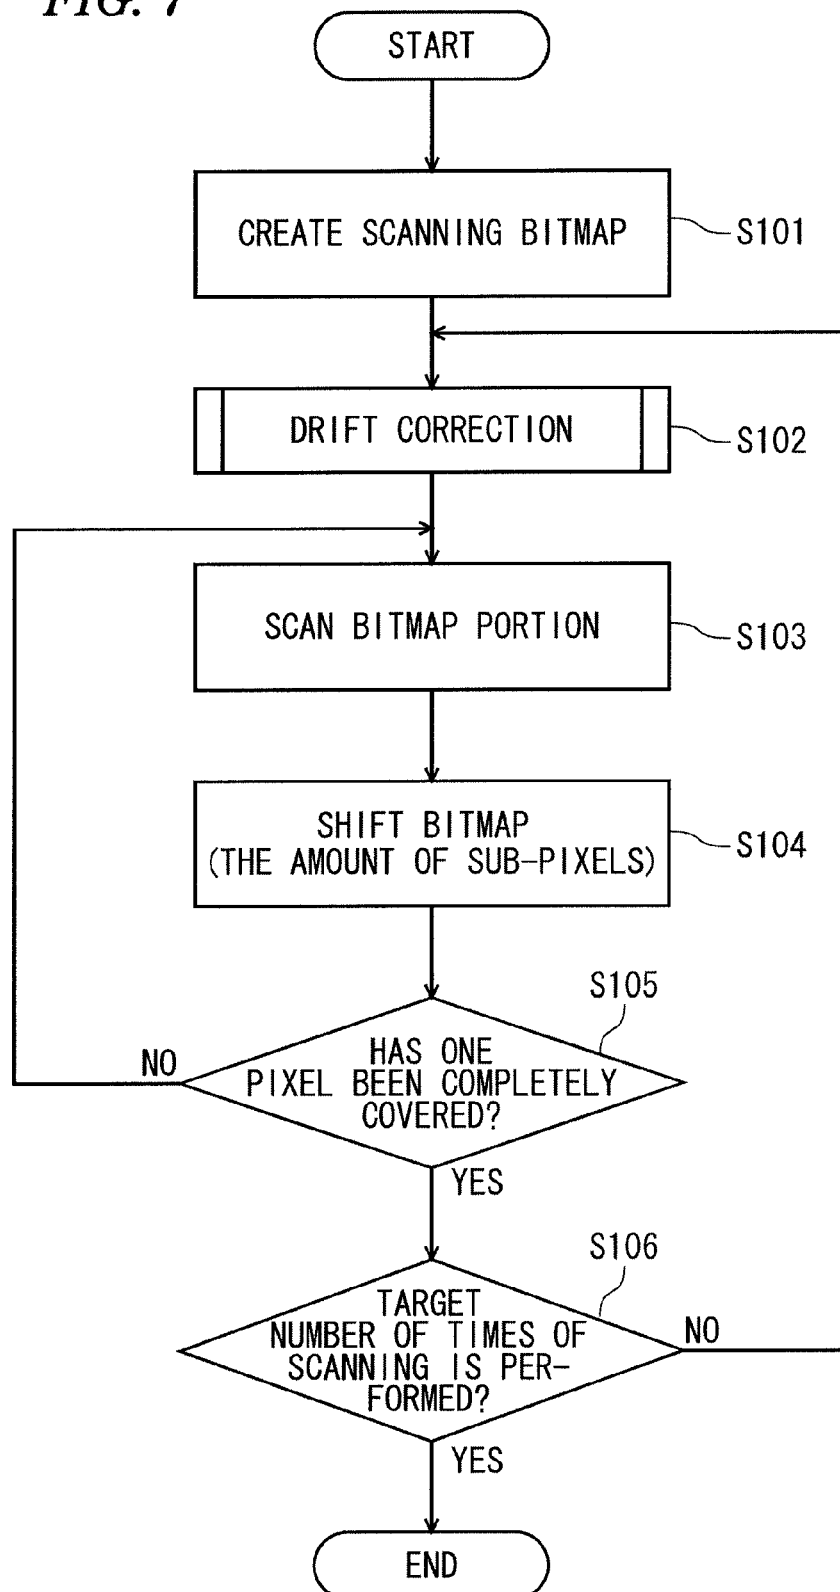 FIG. 7
START
CREATE SCANNING BITMAP
S101
DRIFT CORRECTION
S102
SCAN BITMAP PORTION
S103
SHIFT BITMAP
(THE AMOUNT OF SUB-PIXELS)
S104
S105
HAS ONE
PIXEL BEEN COMPLETELY
COVERED?
NO
YES
S106
TARGET
NUMBER OF TIMES OF
SCANNING IS PER-
FORMED?
NO
YES
END